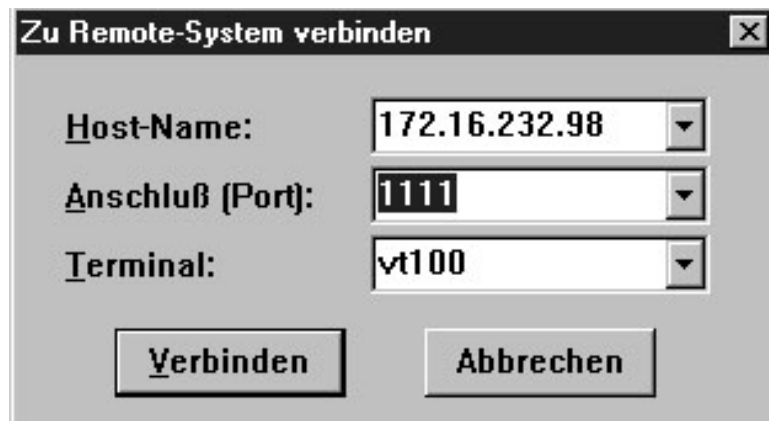 Zu Remote-System verbinden
Host-Name: 172.16.232.98
Anschluß (Port): 1111
Terminal: vt100
Verbinden Abbrechen